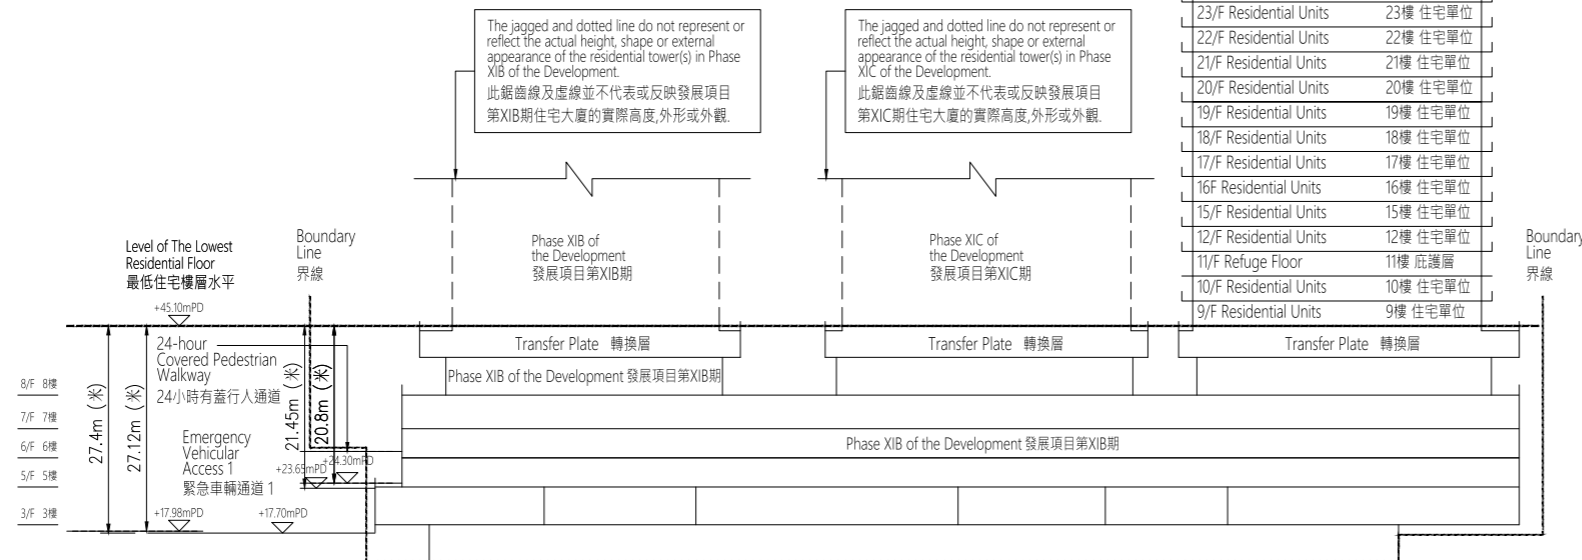 The jagged and dotted line do not represent or
reflect the actual height, shape or external
appearance of the residential tower(s) in Phase
XIB of the Development.
此鋸齒線及虛線並不代表或反映發展項目
第XIB期住宅大廈的實際高度,外形或外觀.
The jagged and dotted line do not represent or
reflect the actual height, shape or external
appearance of the residential tower(s) in Phase
XIC of the Development.
此鋸齒線及虛線並不代表或反映發展項目
第XIC期住宅大廈的實際高度,外形或外觀.
23/F Residential Units 23樓 住宅單位
22/F Residential Units 22樓 住宅單位
21/F Residential Units 21樓 住宅單位
20/F Residential Units 20樓 住宅單位
19/F Residential Units 19樓 住宅單位
18/F Residential Units 18樓 住宅單位
17/F Residential Units 17樓 住宅單位
16F Residential Units 16樓 住宅單位
15/F Residential Units 15樓 住宅單位
12/F Residential Units 12樓 住宅單位
11/F Refuge Floor 11樓 庇護層
10/F Residential Units 10樓 住宅單位
9/F Residential Units 9樓 住宅單位
Level of The Lowest
Residential Floor
最低住宅樓層水平
+45.10mPD
Boundary
Line
界線
Phase XIB of
the Development
發展項目第XIB期
Phase XIC of
the Development
發展項目第XIC期
Boundary
Line
界線
Transfer Plate 轉換層
Transfer Plate 轉換層
Transfer Plate 轉換層
24-hour
Covered Pedestrian
Walkway
24小時有蓋行人通道
Phase XIB of the Development 發展項目第XIB期
8/F 8樓
7/F 7樓
6/F 6樓
5/F 5樓
3/F 3樓
27.4m (米)
27.12m (米)
21.45m (米)
20.8m (米)
Emergency
Vehicular
Access 1
緊急車輛通道 1
+23.65mPD
+24.30mPD
+17.98mPD
+17.70mPD
Phase XIB of the Development 發展項目第XIB期